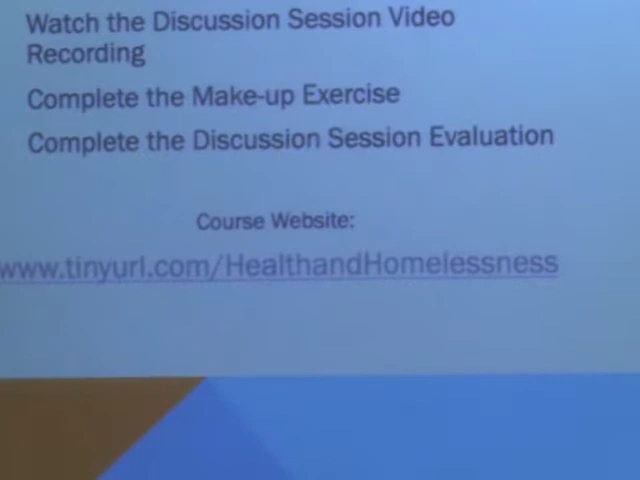 Watch the Discussion Session Video
Recording
Complete the Make-up Exercise
Complete the Discussion Session Evaluation
Course Website:
www.tinyurl.com/HealthandHomelessness